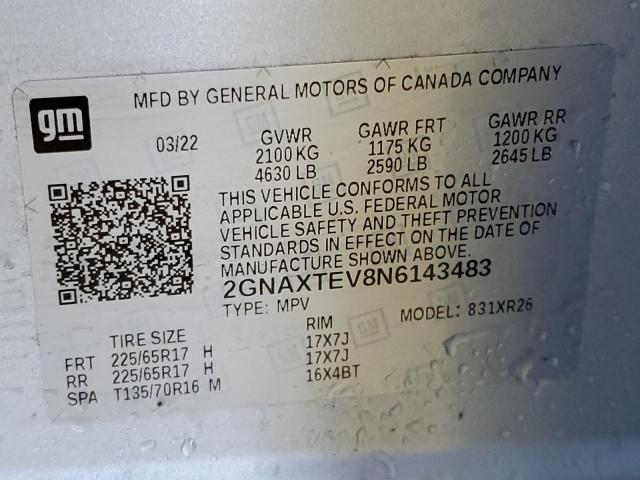 gm
MFD BY GENERAL MOTORS OF CANADA COMPANY
03/22 GVWR GAWR FRT GAWR RR
2100 KG 1175 KG 1200 KG
4630 LB 2590 LB 2645 LB
THIS VEHICLE CONFORMS TO ALL
APPLICABLE U.S. FEDERAL MOTOR
VEHICLE SAFETY AND THEFT PREVENTION
STANDARDS IN EFFECT ON THE DATE OF
MANUFACTURE SHOWN ABOVE.
2GNAXTEV8N6143483
TYPE: MPV MODEL: 831XR26
TIRE SIZE RIM
FRT 225/65R17 H 17X7J
RR 225/65R17 H 17X7J
SPA T135/70R16 M 16X4BT